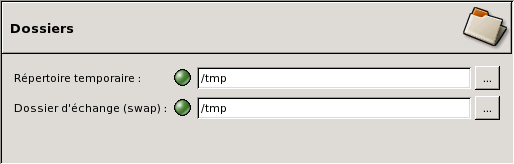 Dossiers
Répertoire temporaire : /tmp ...
Dossier d'échange (swap) : /tmp ...